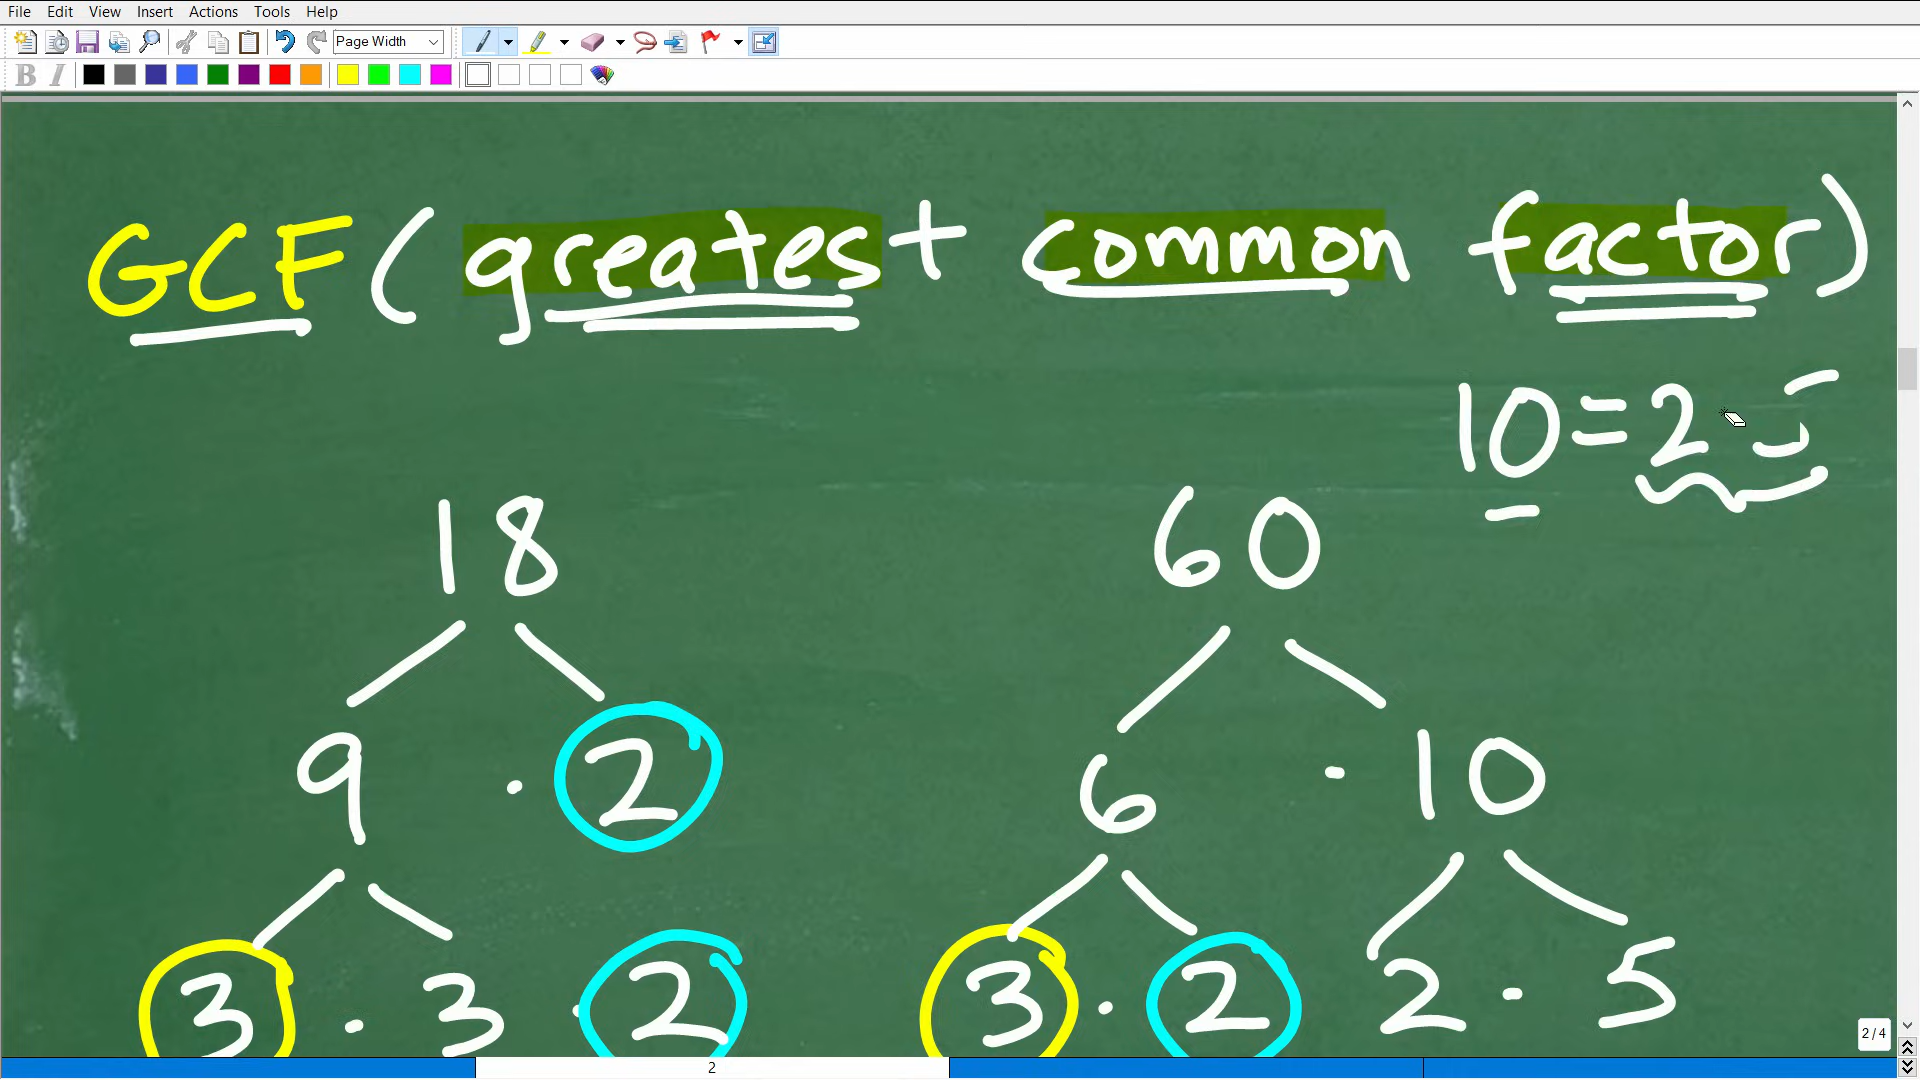 File Edit View Insert Actions Tools Help
Page Width
B I
GCF (greatest common factor)
10=2 5
18 60
9 . 2 6 . 10
3 . 3 . 2 3 . 2 2 . 5
2/4
2